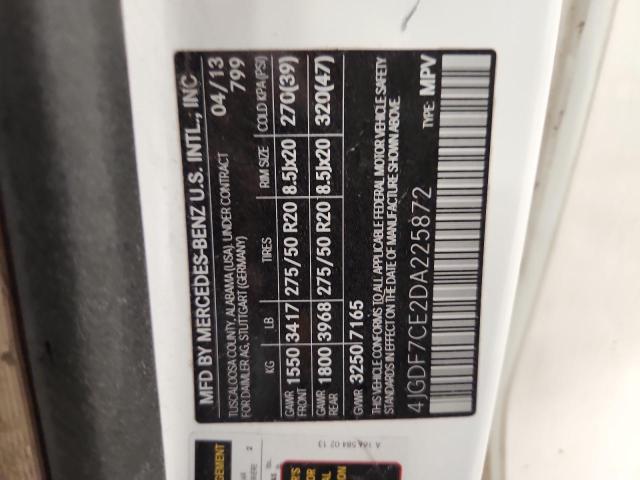 MFD BY MERCEDES-BENZ U.S. INTL., INC
TUSCALOOSA COUNTY, ALABAMA (USA), UNDER CONTRACT 04/13
FOR DAIMLER AG, STUTTGART (GERMANY) 799
KG LB TIRES RIM SIZE COLD KPA (PSI)
GAWR FRONT 1550 3417 275/50 R20 8.5Jx20 270(39)
GAWR REAR 1800 3968 275/50 R20 8.5Jx20 320(47)
GVWR 3250 7165
THIS VEHICLE CONFORMS TO ALL APPLICABLE FEDERAL MOTOR VEHICLE SAFETY
STANDARDS IN EFFECT ON THE DATE OF MANUFACTURE SHOWN ABOVE.
4JGDF7CE2DA225872 TYPE: MPV
A 164 584 02 13